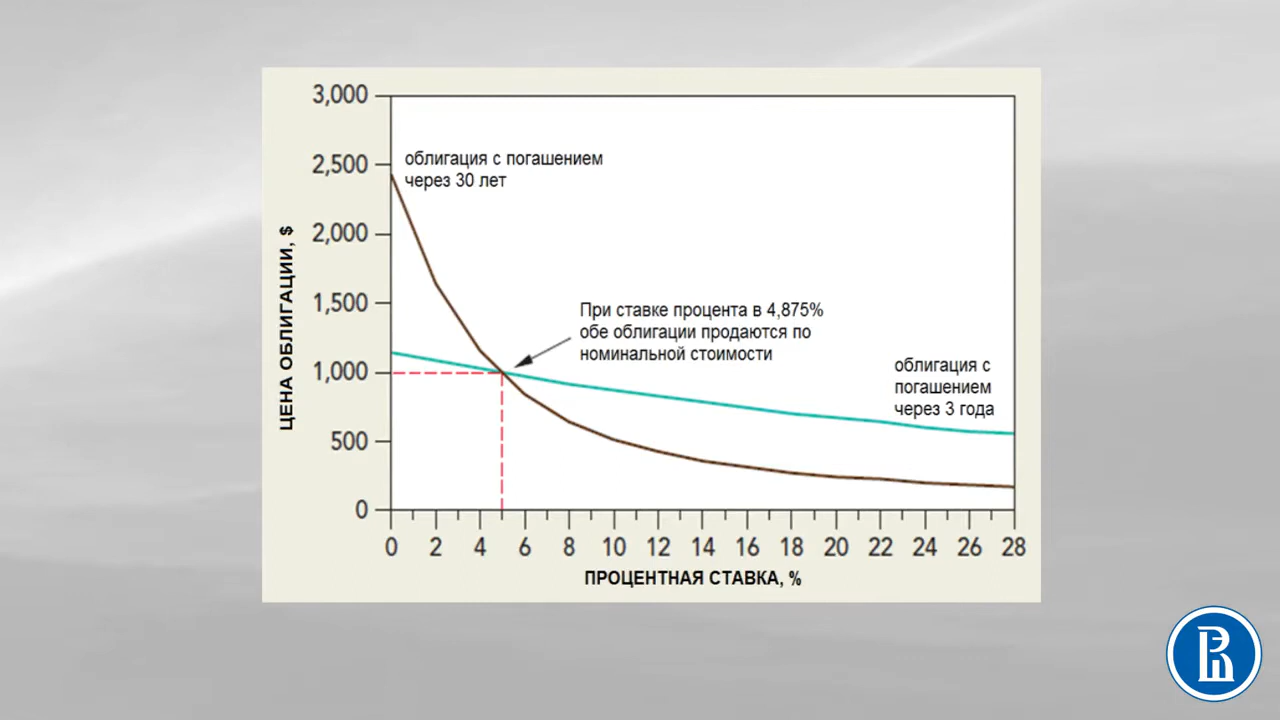 3,000
2,500
2,000
1,500
1,000
500
0
ЦЕНА ОБЛИГАЦИИ, $
облигация с погашением
через 30 лет
При ставке процента в 4,875%
обе облигации продаются по
номинальной стоимости
облигация с
погашением
через 3 года
0 2 4 6 8 10 12 14 16 18 20 22 24 26 28
ПРОЦЕНТНАЯ СТАВКА, %